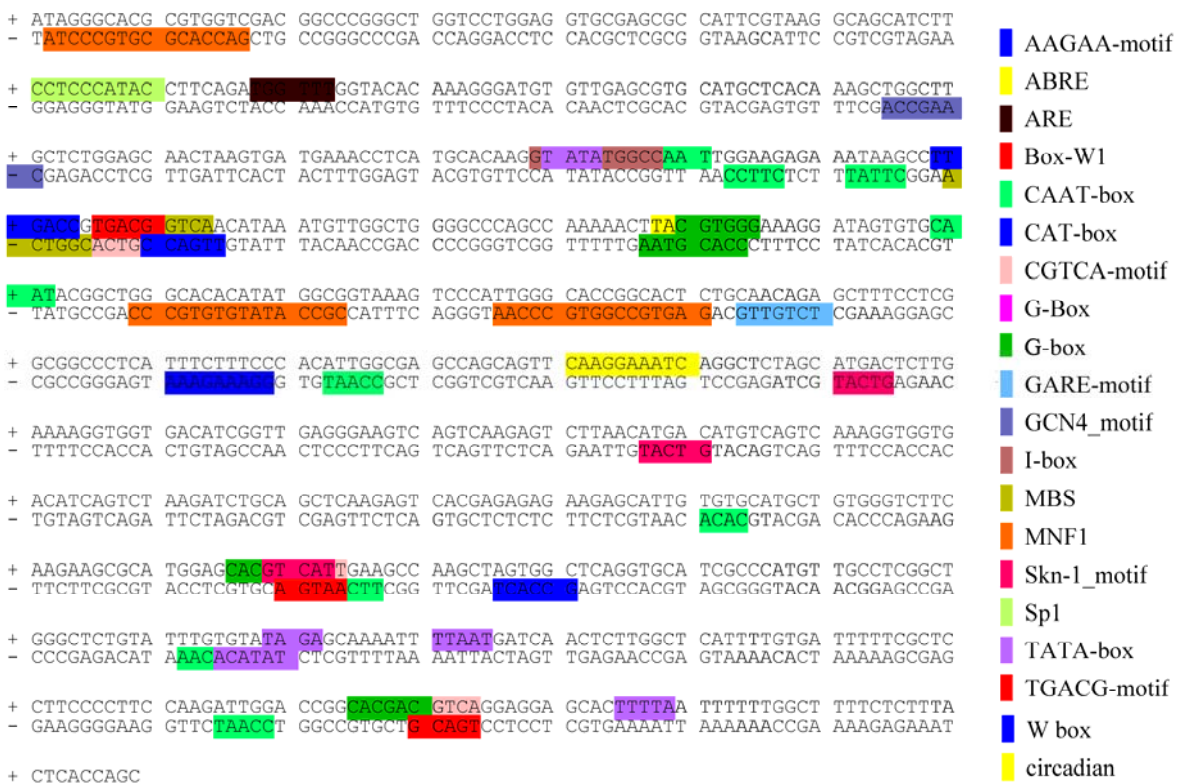 + ATAGGGCACG CGTGGTCGAC GGCCCGGGCT GGTCCTGGAG GTGCGAGCGC CATTCGTAAG GCAGCATCTT
- TATCCCGTGC GCACCAGCTG CCGGGCCCGA CCAGGACCTC CACGCTCGCG GTAAGCATTC CGTCGTAGAA
+ CCTCCCATAC CTTCAGATGG TTTGGTACAC AAAGGGATGT GTTGAGCGTG CATGCTCACA AAGCTGGCTT
- GGAGGGTATG GAAGTCTACC AAACCATGTG TTTCCCTACA CAACTCGCAC GTACGAGTGT TTCGACCGAA
+ GCTCTGGAGC AACTAAGTGA TGAAACCTCA TGCACAAGGT ATATGGCCAA TTGGAAGAGA AATAAGCCTT
- CGAGACCTCG TTGATTCACT ACTTTGGAGT ACGTGTTCCA TATACCGGTT AACCTTCTCT TTATTCGGAA
+ GACCGTGACG GTCAACATAA ATGTTGGCTG GGGCCCAGCC AAAAACTTAC GTGGGAAAGG ATAGTGTGCA
- CTGGCACTGC CAGTTGTATT TACAACCGAC CCCGGGTCGG TTTTTGAATG CACCCTTTCC TATCACACGT
+ ATACGGCTGG GCACACATAT GGCGGTAAAG TCCCATTGGG CACCGGCACT CTGCAACAGA GCTTTCCTCG
- TATGCCGACC CGTGTGTATA CCGCCATTTC AGGGTAACCC GTGGCCGTGA GACGTTGTCT CGAAAGGAGC
+ GCGGCCCTCA TTTCTTTCCC ACATTGGCGA GCCAGCAGTT CAAGGAAATC AGGCTCTAGC ATGACTCTTG
- CGCCGGGAGT AAAGAAAGGG TGTAACCGCT CGGTCGTCAA GTTCCTTTAG TCCGAGATCG TACTGAGAAC
+ AAAAGGTGGT GACATCGGTT GAGGGAAGTC AGTCAAGAGT CTTAACATGA CATGTCAGTC AAAGGTGGTG
- TTTTCCACCA CTGTAGCCAA CTCCCTTCAG TCAGTTCTCA GAATTGTACT GTACAGTCAG TTTCCACCAC
+ ACATCAGTCT AAGATCTGCA GCTCAAGAGT CACGAGAGAG AAGAGCATTG TGTGCATGCT GTGGGTCTTC
- TGTAGTCAGA TTCTAGACGT CGAGTTCTCA GTGCTCTCTC TTCTCGTAAC ACACGTACGA CACCCAGAAG
+ AAGAAGCGCA TGGAGCACGT CATTGAAGCC AAGCTAGTGG CTCAGGTGCA TCGCCCATGT TGCCTCGGCT
- TTCTTCGCGT ACCTCGTGCA GTAACTTCGG TTCGATCACC GAGTCCACGT AGCGGGTACA ACGGAGCCGA
+ GGGCTCTGTA TTTGTGTATA GAGCAAAATT TTAATGATCA ACTCTTGGCT CATTTTGTGA TTTTTCGCTC
- CCCGAGACAT AAACACATAT CTCGTTTTAA AATTACTAGT TGAGAACCGA GTAAAACACT AAAAAGCGAG
+ CTTCCCCTTC CAAGATTGGA CCGGCACGAC GTCAGGAGGA GCACTTTTAA TTTTTTGGCT TTTCTCTTTA
- GAAGGGGAAG GTTCTAACCT GGCCGTGCTG CAGTCCTCCT CGTGAAAATT AAAAAACCGA AAAGAGAAAT
+ CTCACCAGC
AAGAA-motif
ABRE
ARE
Box-W1
CAAT-box
CAT-box
CGTCA-motif
G-Box
G-box
GARE-motif
GCN4_motif
I-box
MBS
MNF1
Skn-1_motif
Sp1
TATA-box
TGACG-motif
W box
circadian